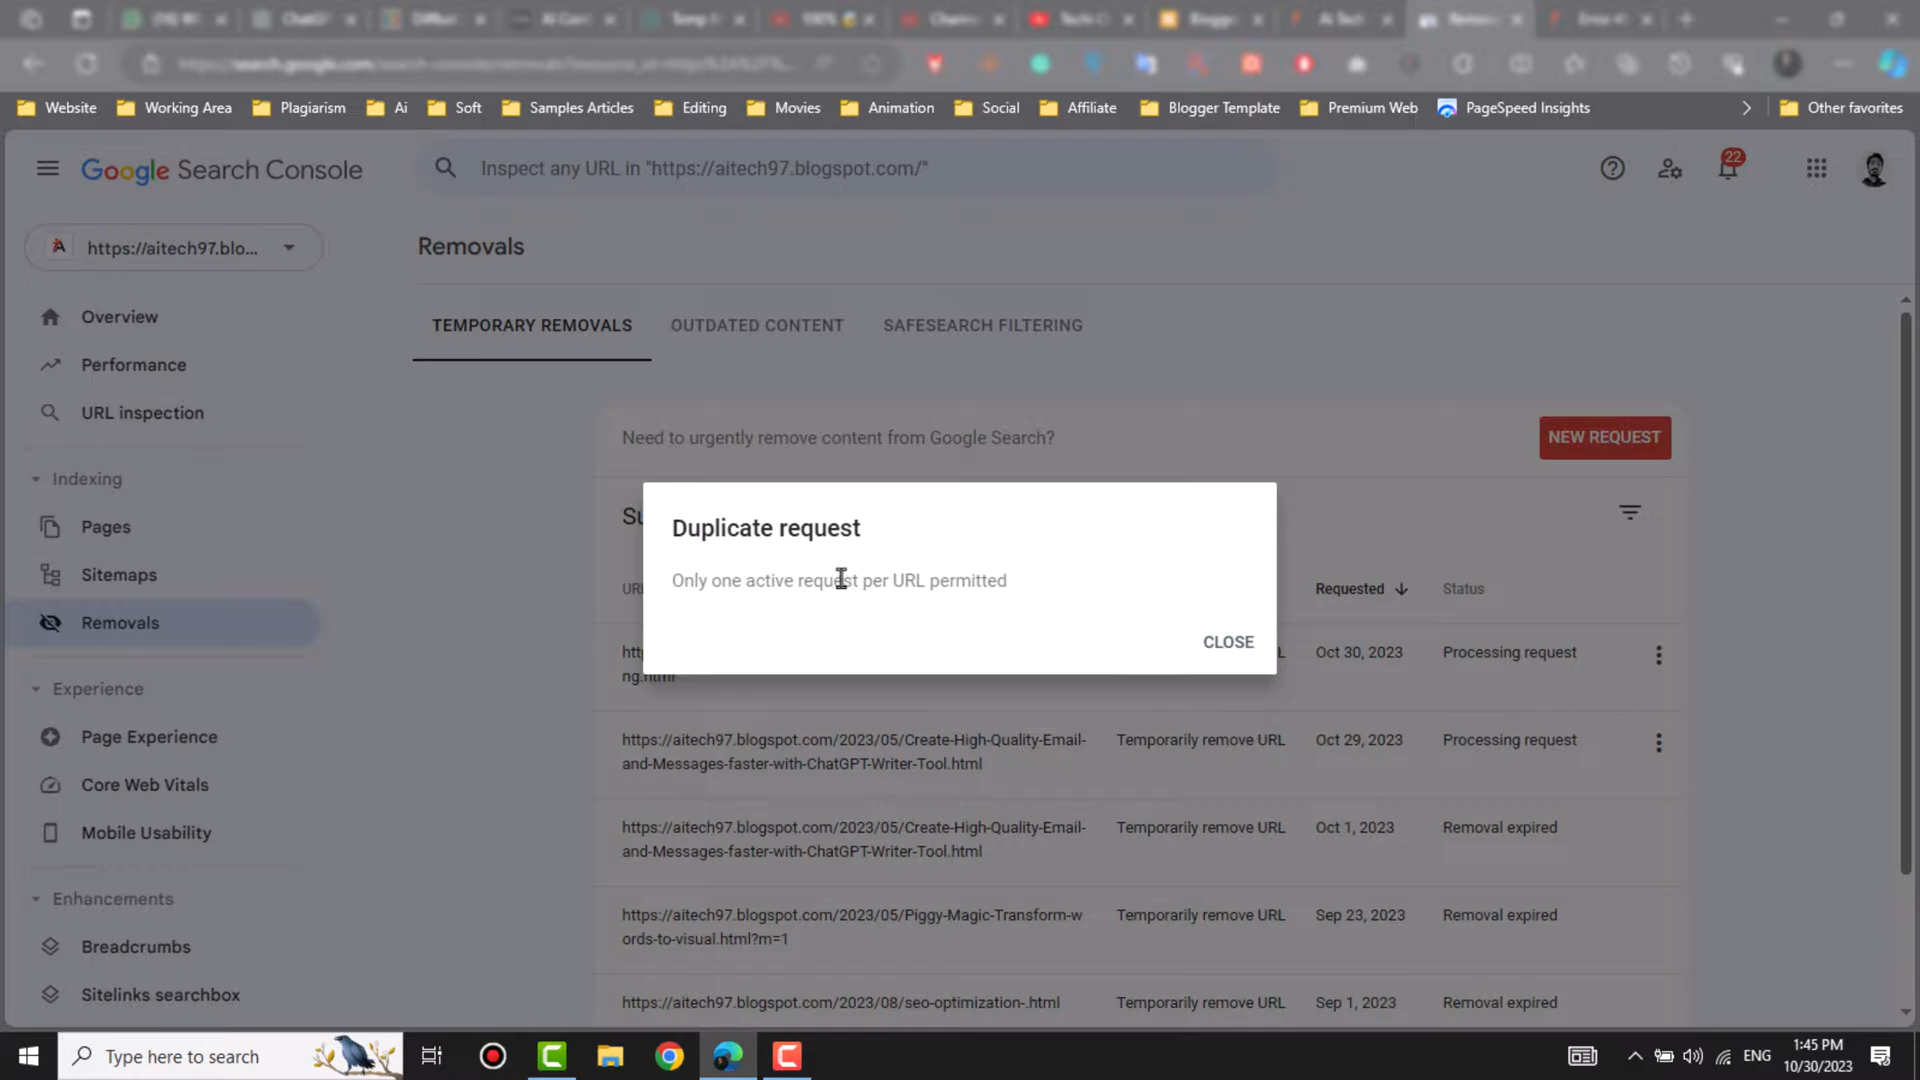 Website
Working Area
Plagiarism
Ai
Soft
Samples Articles
Editing
Movies
Animation
Social
Affiliate
Blogger Template
Premium Web
PageSpeed Insights
Other favorites
Google Search Console
Inspect any URL in "https://aitech97.blogspot.com/"
22
https://aitech97.blo...
Removals
Overview
Performance
URL inspection
Indexing
Pages
Sitemaps
Removals
Experience
Page Experience
Core Web Vitals
Mobile Usability
Enhancements
Breadcrumbs
Sitelinks searchbox
TEMPORARY REMOVALS
OUTDATED CONTENT
SAFESEARCH FILTERING
Need to urgently remove content from Google Search?
NEW REQUEST
Duplicate request
Only one active request per URL permitted
CLOSE
Requested
Status
Oct 30, 2023
Processing request
ng.html
https://aitech97.blogspot.com/2023/05/Create-High-Quality-Email-
and-Messages-faster-with-ChatGPT-Writer-Tool.html
Temporarily remove URL
Oct 29, 2023
Processing request
https://aitech97.blogspot.com/2023/05/Create-High-Quality-Email-
and-Messages-faster-with-ChatGPT-Writer-Tool.html
Temporarily remove URL
Oct 1, 2023
Removal expired
https://aitech97.blogspot.com/2023/05/Piggy-Magic-Transform-w
ords-to-visual.html?m=1
Temporarily remove URL
Sep 23, 2023
Removal expired
https://aitech97.blogspot.com/2023/08/seo-optimization-.html
Temporarily remove URL
Sep 1, 2023
Removal expired
Type here to search
ENG
1:45 PM
10/30/2023